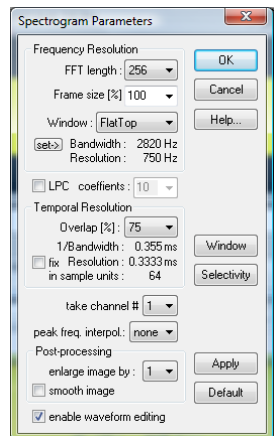 Spectrogram Parameters
Frequency Resolution
FFT length : 256
Frame size [%] 100
Window : FlatTop
set-> Bandwidth : 2820 Hz
Resolution : 750 Hz
LPC coeffients : 10
Temporal Resolution
Overlap [%] : 75
1/Bandwidth : 0.355 ms
fix Resolution : 0.3333 ms
in sample units : 64
take channel # 1
peak freq. interpol.: none
Post-processing
enlarge image by : 1
smooth image
enable waveform editing
OK
Cancel
Help...
Window
Selectivity
Apply
Default